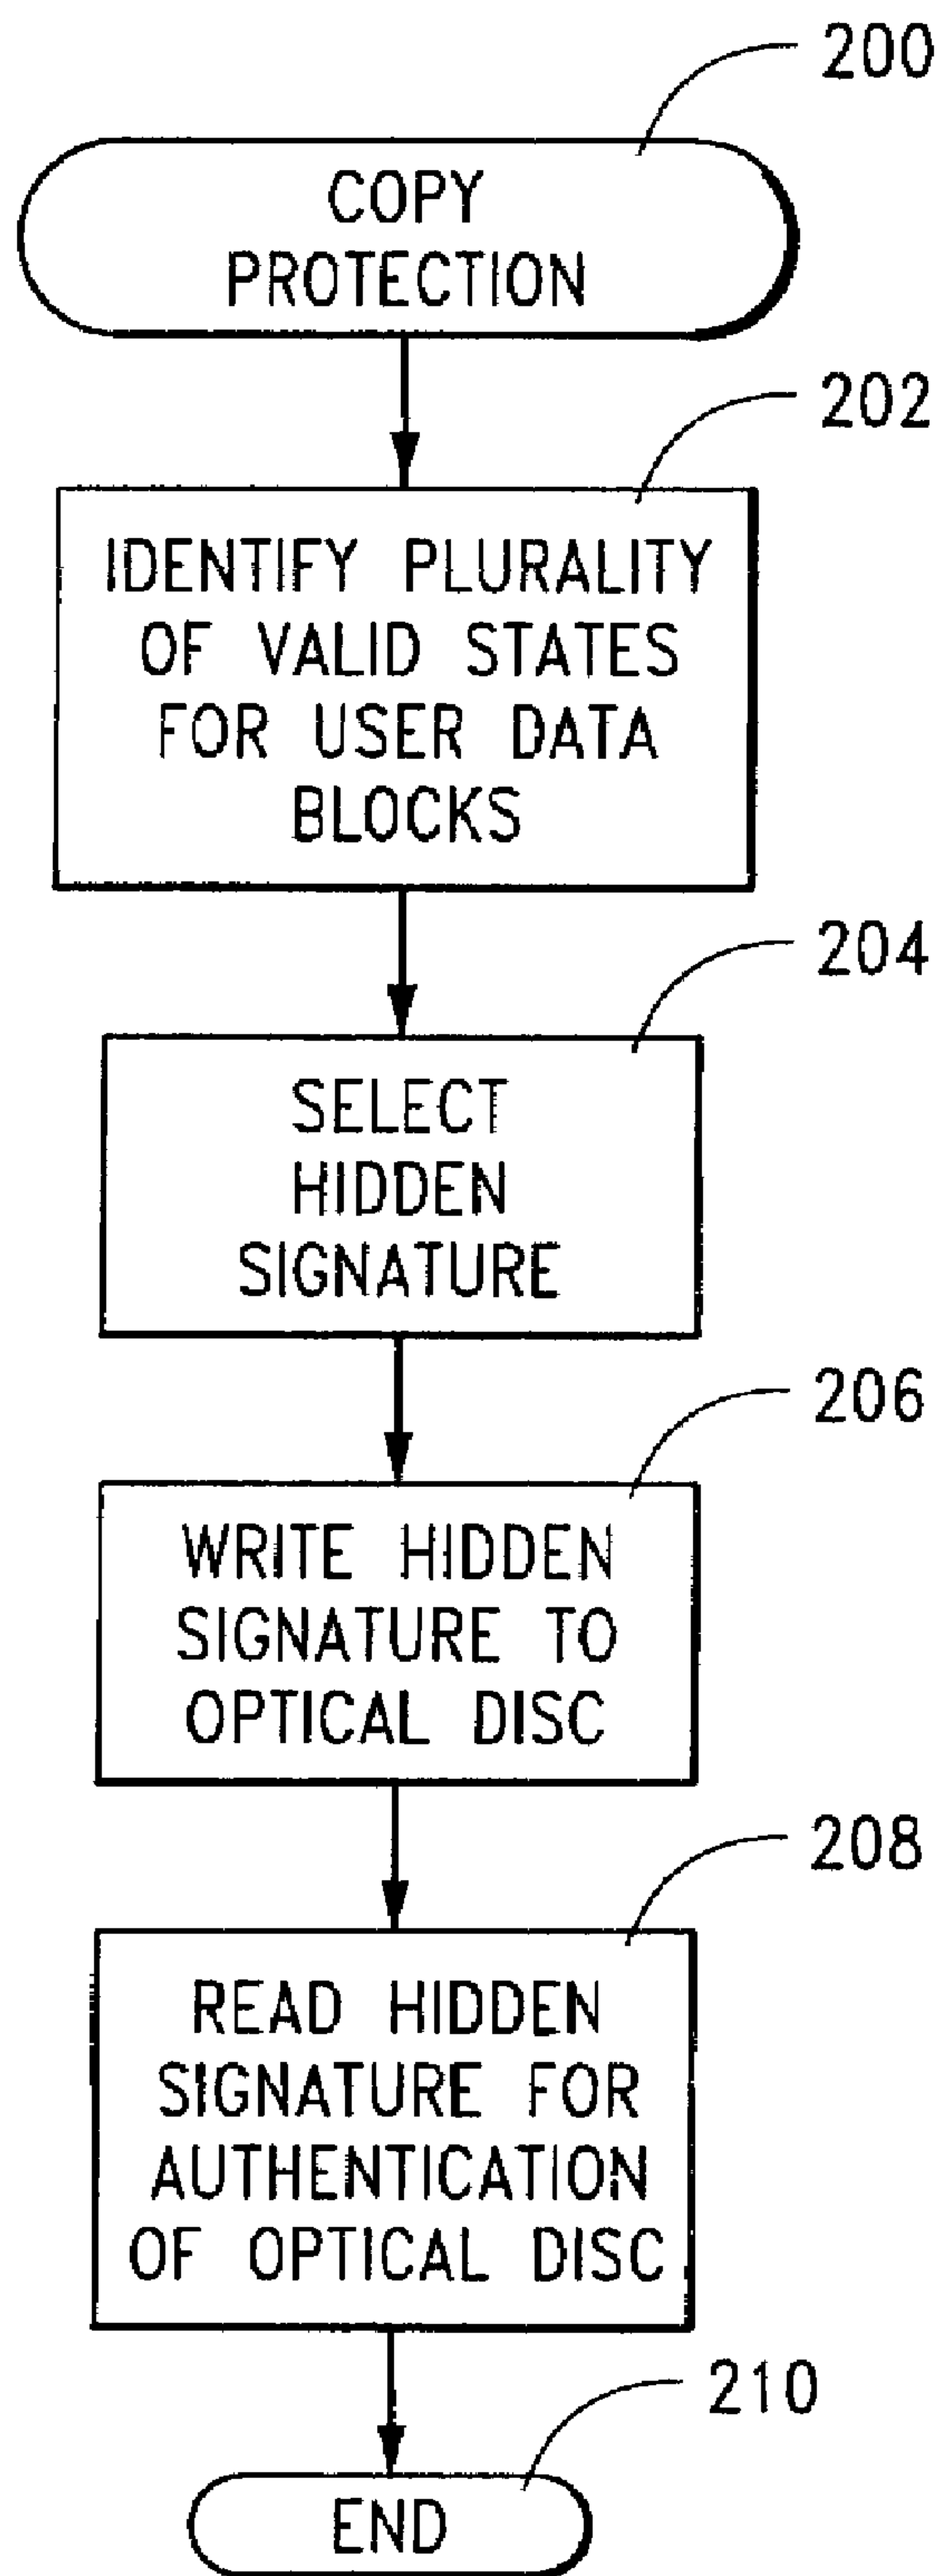 200
COPY
PROTECTION
202
IDENTIFY PLURALITY
OF VALID STATES
FOR USER DATA
BLOCKS
204
SELECT
HIDDEN
SIGNATURE
206
WRITE HIDDEN
SIGNATURE TO
OPTICAL DISC
208
READ HIDDEN
SIGNATURE FOR
AUTHENTICATION
OF OPTICAL DISC
210
END